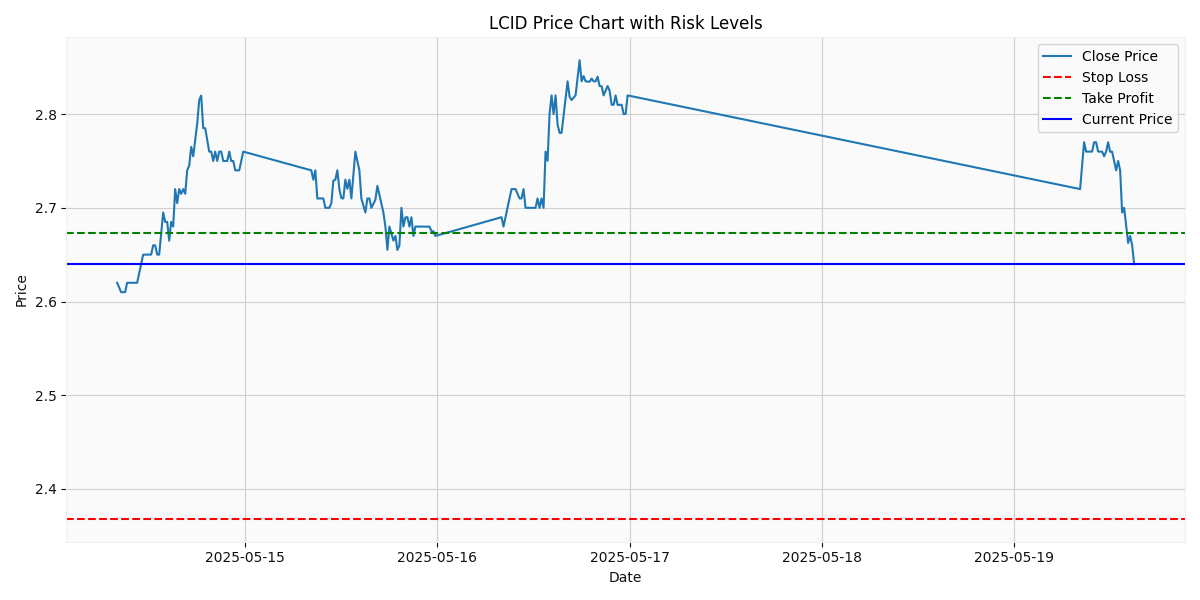 LCID Price Chart with Risk Levels
Close Price
Stop Loss
Take Profit
Current Price
Price
2.8
2.7
2.6
2.5
2.4
2025-05-15
2025-05-16
2025-05-17
2025-05-18
2025-05-19
Date